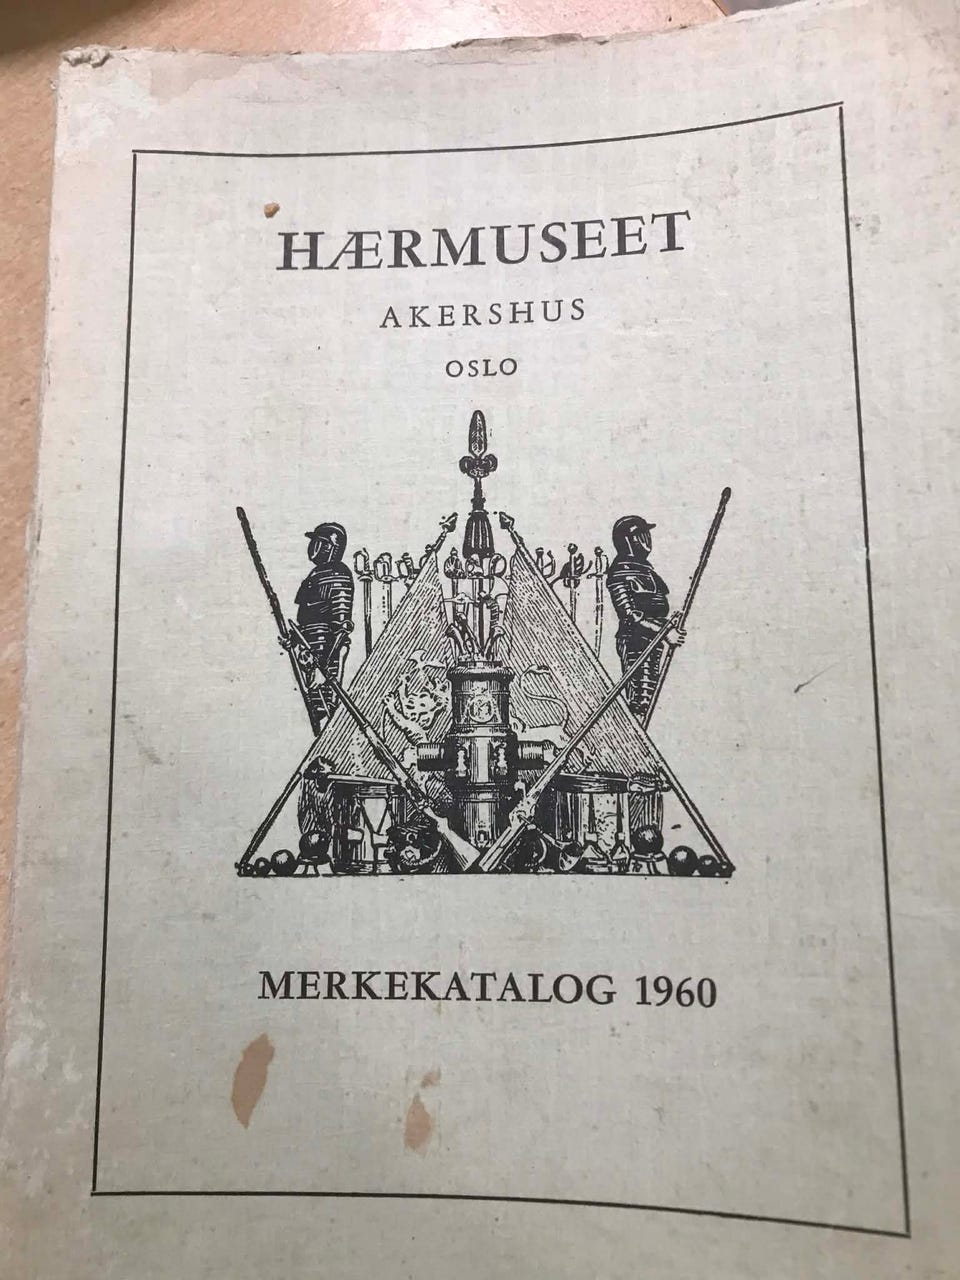 HÆRMUSEET
AKERSHUS
OSLO
MERKEKATALOG 1960